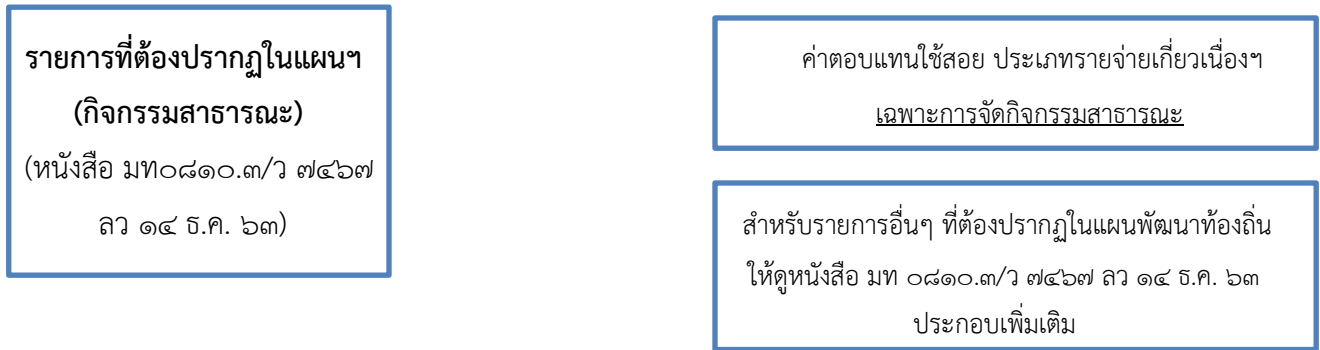 รายการที่ต้องปรากฏในแผนฯ
(กิจกรรมสาธารณะ)
(หนังสือ มท๐๘๑๐.๓/ว ๗๔๖๗
ลว ๑๔ ธ.ค. ๖๓)
ค่าตอบแทนใช้สอย ประเภทรายจ่ายเกี่ยวเนื่องฯ
เฉพาะการจัดกิจกรรมสาธารณะ
สำหรับรายการอื่นๆ ที่ต้องปรากฏในแผนพัฒนาท้องถิ่น
ให้ดูหนังสือ มท ๐๘๑๐.๓/ว ๗๔๖๗ ลว ๑๔ ธ.ค. ๖๓
ประกอบเพิ่มเติม